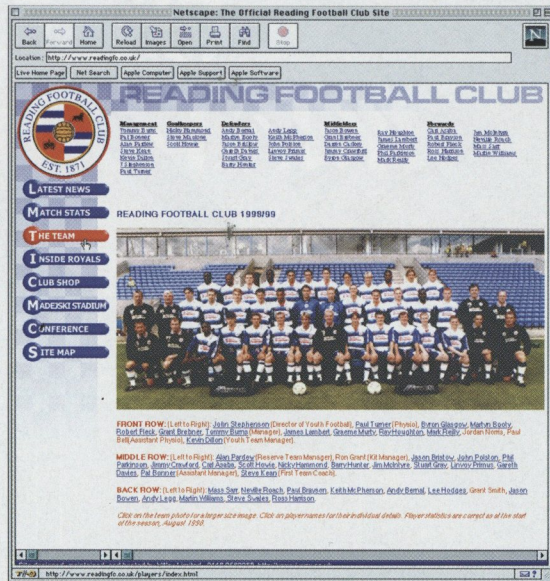 Netscape: The Official Reading Football Club Site
Back Forward Home Reload Images Open Print Find Stop
N
Location: http://www.readingfc.co.uk/
Live Home Page Net Search Apple Computer Apple Support Apple Software
READING FOOTBALL CLUB
READING FOOTBALL CLUB
EST. 1871
Management Goalkeepers Defenders Midfielders Forwards
LATEST NEWS
MATCH STATS
THE TEAM
INSIDE ROYALS
CLUB SHOP
MADEJSKI STADIUM
CONFERENCE
SITE MAP
READING FOOTBALL CLUB 1998/99
FRONT ROW: (Left to Right): John Stephenson (Director of Youth Football), Paul Turner (Physio), Byron Glasgow, Martyn Booty,
Robert Fleck, Grant Brebner, Tommy Burns (Manager), James Lambert, Graeme Murty, Ray Houghton, Mark Reilly, Jordan Norris, Paul
Bell (Assistant Physio), Kevin Dillon (Youth Team Manager).
MIDDLE ROW: (Left to Right): Alan Pardew (Reserve Team Manager), Ron Grant (Kit Manager), Jason Bristow, John Polston, Phil
Parkinson, Jimmy Crawford, Carl Asaba, Scott Howie, Nicky Hammond, Barry Hunter, Jim McIntyre, Stuart Gray, Linvoy Primus, Gareth
Davies, Pat Bonner (Assistant Manager), Steve Kean (First Team Coach).
BACK ROW: (Left to Right): Mass Sarr, Neville Roach, Paul Brayson, Keith McPherson, Andy Bernal, Lee Hodges, Grant Smith, Jason
Bowen, Andy Legg, Martin Williams, Steve Swales, Ross Harrison.
Click on the team photo for a larger size image. Click on player names for their individual details. Player statistics are correct as at the start
of the season, August 1998.
http://www.readingfc.co.uk/players/index.html